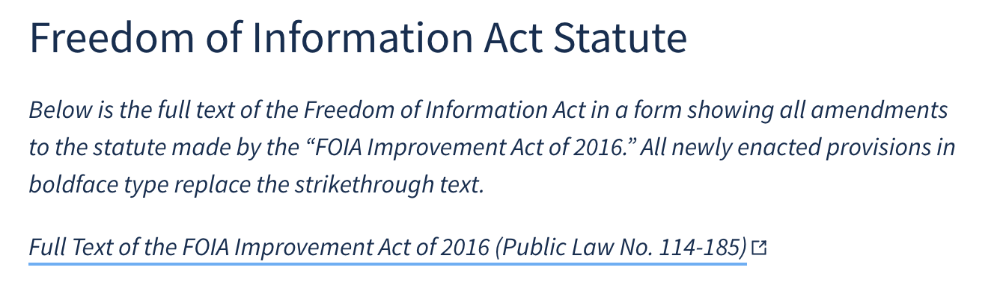 Freedom of Information Act Statute
Below is the full text of the Freedom of Information Act in a form showing all amendments
to the statute made by the “FOIA Improvement Act of 2016.” All newly enacted provisions in
boldface type replace the strikethrough text.
Full Text of the FOIA Improvement Act of 2016 (Public Law No. 114-185)